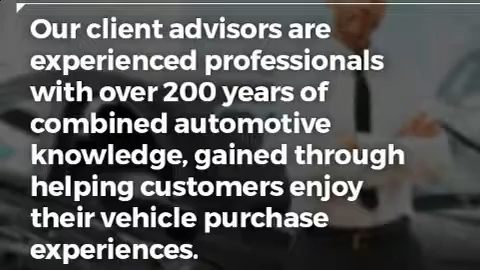 Our client advisors are
experienced professionals
with over 200 years of
combined automotive
knowledge, gained through
helping customers enjoy
their vehicle purchase
experiences.